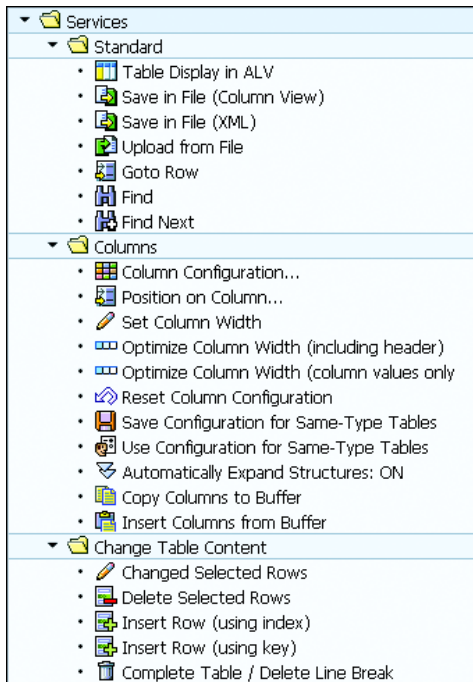 Services
Standard
Table Display in ALV
Save in File (Column View)
Save in File (XML)
Upload from File
Goto Row
Find
Find Next
Columns
Column Configuration...
Position on Column...
Set Column Width
Optimize Column Width (including header)
Optimize Column Width (column values only
Reset Column Configuration
Save Configuration for Same-Type Tables
Use Configuration for Same-Type Tables
Automatically Expand Structures: ON
Copy Columns to Buffer
Insert Columns from Buffer
Change Table Content
Changed Selected Rows
Delete Selected Rows
Insert Row (using index)
Insert Row (using key)
Complete Table / Delete Line Break